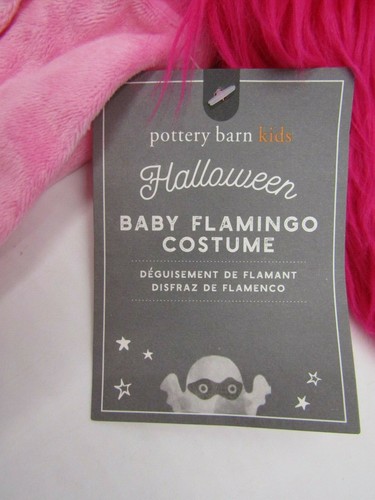 pottery barn kids
Halloween
BABY FLAMINGO
COSTUME
DÉGUISEMENT DE FLAMANT
DISFRAZ DE FLAMENCO